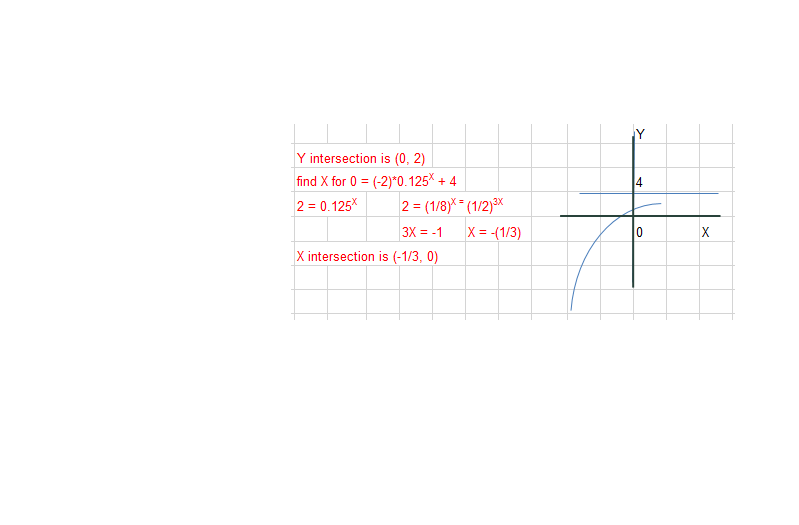 Y intersection is (0, 2)
find X for 0 = (-2)*0.125^X + 4
2 = 0.125^X 2 = (1/8)^X = (1/2)^3X
3X = -1 X = -(1/3)
X intersection is (-1/3, 0)
Y
4
0 X